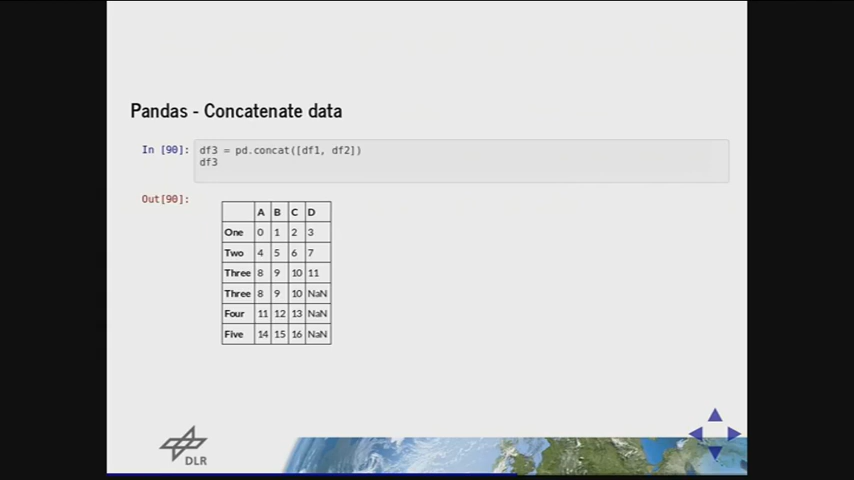 Pandas - Concatenate data
In [90]: df3 = pd.concat([df1, df2])
df3
Out[90]:
A B C D
One 0 1 2 3
Two 4 5 6 7
Three 8 9 10 11
Three 8 9 10 NaN
Four 11 12 13 NaN
Five 14 15 16 NaN
DLR